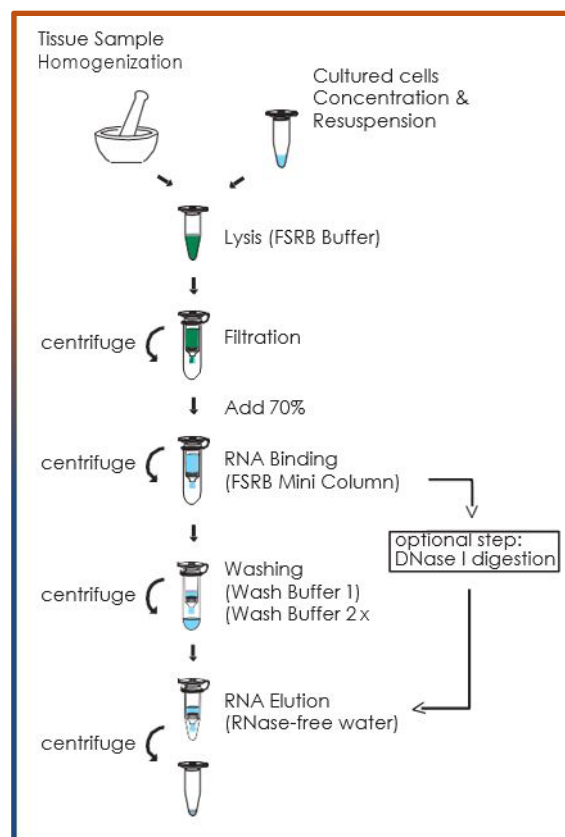 Tissue Sample
Homogenization
Cultured cells
Concentration &
Resuspension
Lysis (FSRB Buffer)
centrifuge
Filtration
Add 70%
centrifuge
RNA Binding
(FSRB Mini Column)
optional step:
DNase I digestion
centrifuge
Washing
(Wash Buffer 1)
(Wash Buffer 2x
RNA Elution
(RNase-free water)
centrifuge